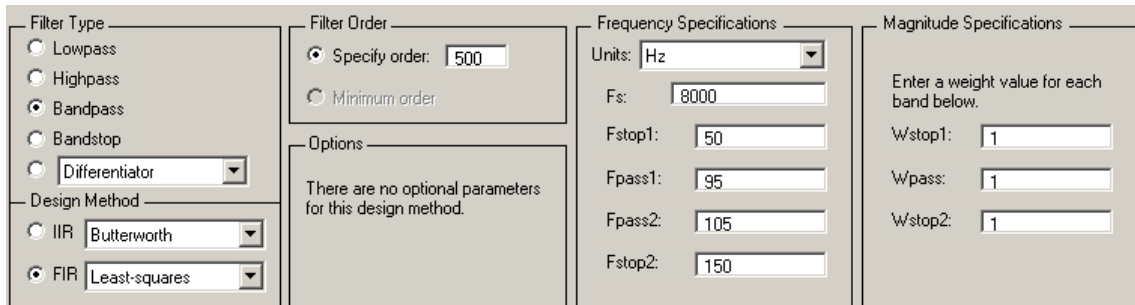 Filter Type
Lowpass
Highpass
Bandpass
Bandstop
Differentiator
Design Method
IIR Butterworth
FIR Least-squares
Filter Order
Specify order: 500
Minimum order
Options
There are no optional parameters
for this design method.
Frequency Specifications
Units: Hz
Fs: 8000
Fstop1: 50
Fpass1: 95
Fpass2: 105
Fstop2: 150
Magnitude Specifications
Enter a weight value for each
band below.
Wstop1: 1
Wpass: 1
Wstop2: 1